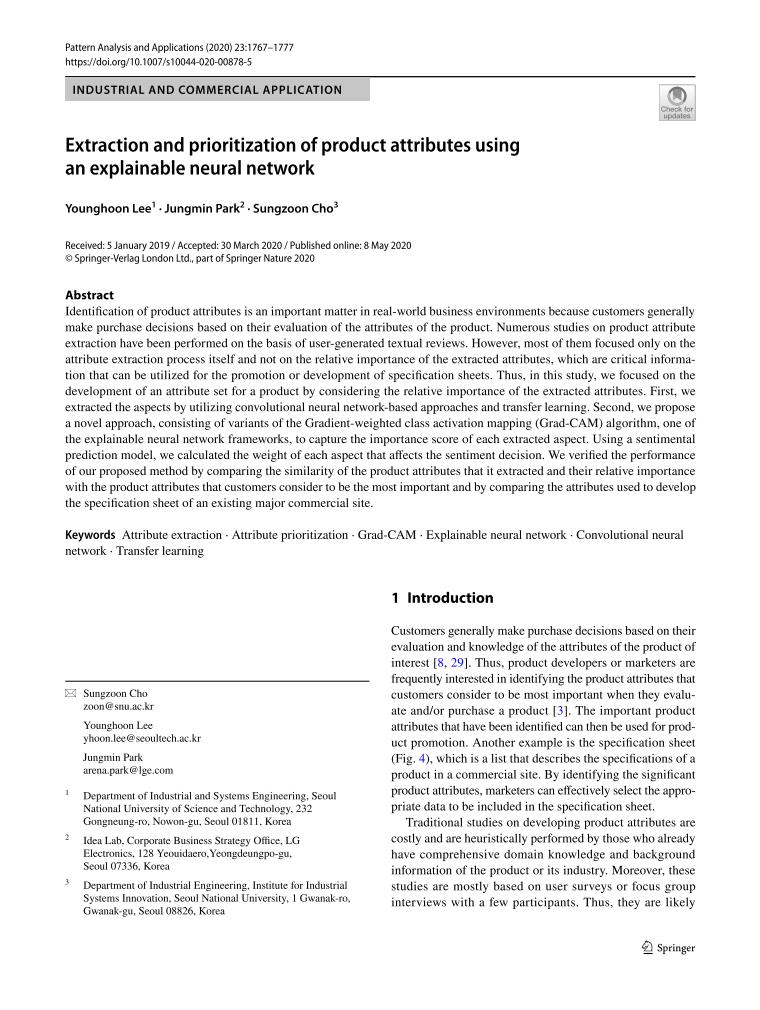 Pattern Analysis and Applications (2020) 23:1767–1777
https://doi.org/10.1007/s10044-020-00878-5
INDUSTRIAL AND COMMERCIAL APPLICATION
Check for
updates
Extraction and prioritization of product attributes using
an explainable neural network
Younghoon Lee1 · Jungmin Park2 · Sungzoon Cho3
Received: 5 January 2019 / Accepted: 30 March 2020 / Published online: 8 May 2020
© Springer-Verlag London Ltd., part of Springer Nature 2020
Abstract
Identification of product attributes is an important matter in real-world business environments because customers generally
make purchase decisions based on their evaluation of the attributes of the product. Numerous studies on product attribute
extraction have been performed on the basis of user-generated textual reviews. However, most of them focused only on the
attribute extraction process itself and not on the relative importance of the extracted attributes, which are critical informa-
tion that can be utilized for the promotion or development of specification sheets. Thus, in this study, we focused on the
development of an attribute set for a product by considering the relative importance of the extracted attributes. First, we
extracted the aspects by utilizing convolutional neural network-based approaches and transfer learning. Second, we propose
a novel approach, consisting of variants of the Gradient-weighted class activation mapping (Grad-CAM) algorithm, one of
the explainable neural network frameworks, to capture the importance score of each extracted aspect. Using a sentimental
prediction model, we calculated the weight of each aspect that affects the sentiment decision. We verified the performance
of our proposed method by comparing the similarity of the product attributes that it extracted and their relative importance
with the product attributes that customers consider to be the most important and by comparing the attributes used to develop
the specification sheet of an existing major commercial site.
Keywords Attribute extraction · Attribute prioritization · Grad-CAM · Explainable neural network · Convolutional neural
network · Transfer learning
Sungzoon Cho
zoon@snu.ac.kr
Younghoon Lee
yhoon.lee@seoultech.ac.kr
Jungmin Park
arena.park@lge.com
1 Department of Industrial and Systems Engineering, Seoul
National University of Science and Technology, 232
Gongneung-ro, Nowon-gu, Seoul 01811, Korea
2 Idea Lab, Corporate Business Strategy Office, LG
Electronics, 128 Yeouidaero,Yeongdeungpo-gu,
Seoul 07336, Korea
3 Department of Industrial Engineering, Institute for Industrial
Systems Innovation, Seoul National University, 1 Gwanak-ro,
Gwanak-gu, Seoul 08826, Korea
1 Introduction
Customers generally make purchase decisions based on their
evaluation and knowledge of the attributes of the product of
interest [8, 29]. Thus, product developers or marketers are
frequently interested in identifying the product attributes that
customers consider to be most important when they evalu-
ate and/or purchase a product [3]. The important product
attributes that have been identified can then be used for prod-
uct promotion. Another example is the specification sheet
(Fig. 4), which is a list that describes the specifications of a
product in a commercial site. By identifying the significant
product attributes, marketers can effectively select the appro-
priate data to be included in the specification sheet.
Traditional studies on developing product attributes are
costly and are heuristically performed by those who already
have comprehensive domain knowledge and background
information of the product or its industry. Moreover, these
studies are mostly based on user surveys or focus group
interviews with a few participants. Thus, they are likely
Springer